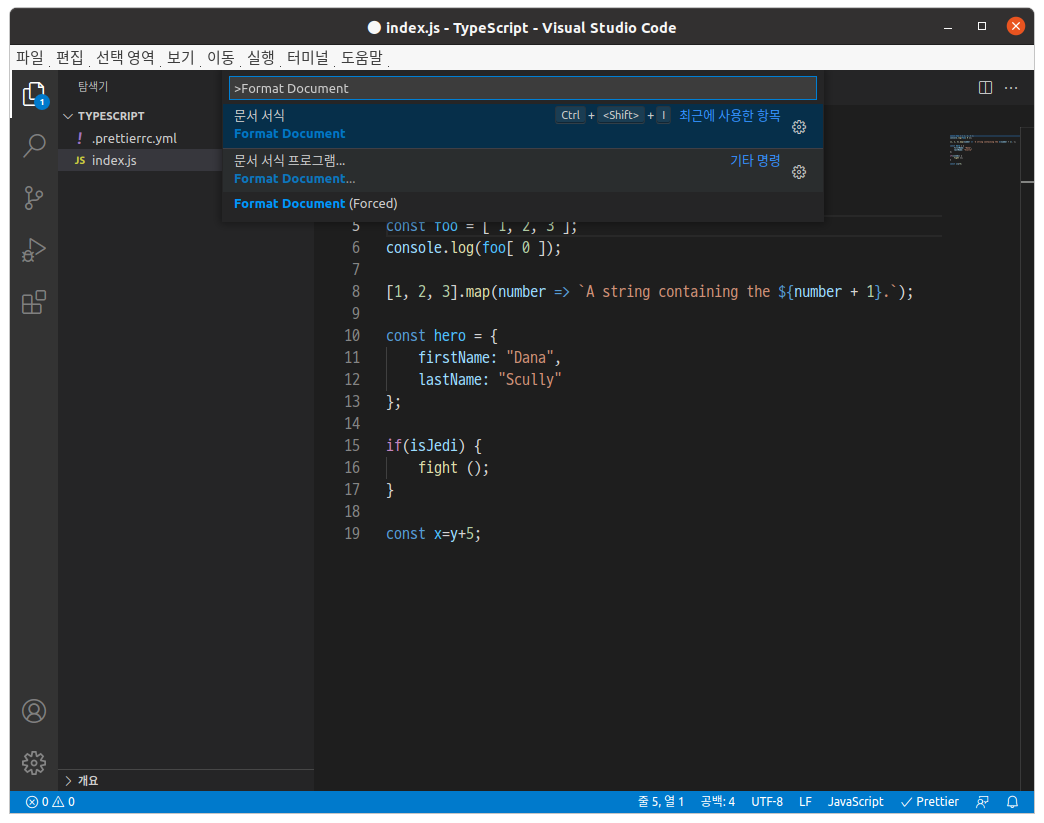 index.js - TypeScript - Visual Studio Code
파일 편집 선택 영역 보기 이동 실행 터미널 도움말
1
탐색기
TYPESCRIPT
! .prettierrc.yml
JS index.js
개요
>Format Document
문서 서식 Ctrl + <Shift> + I 최근에 사용한 항목
Format Document
문서 서식 프로그램... 기타 명령
Format Document...
Format Document (Forced)
5 const foo = [ 1, 2, 3 ];
6 console.log(foo[ 0 ]);
7
8 [1, 2, 3].map(number => `A string containing the ${number + 1}.`);
9
10 const hero = {
11 firstName: "Dana",
12 lastName: "Scully"
13 };
14
15 if(isJedi) {
16 fight ();
17 }
18
19 const x=y+5;
0 0 줄 5, 열 1 공백: 4 UTF-8 LF JavaScript Prettier